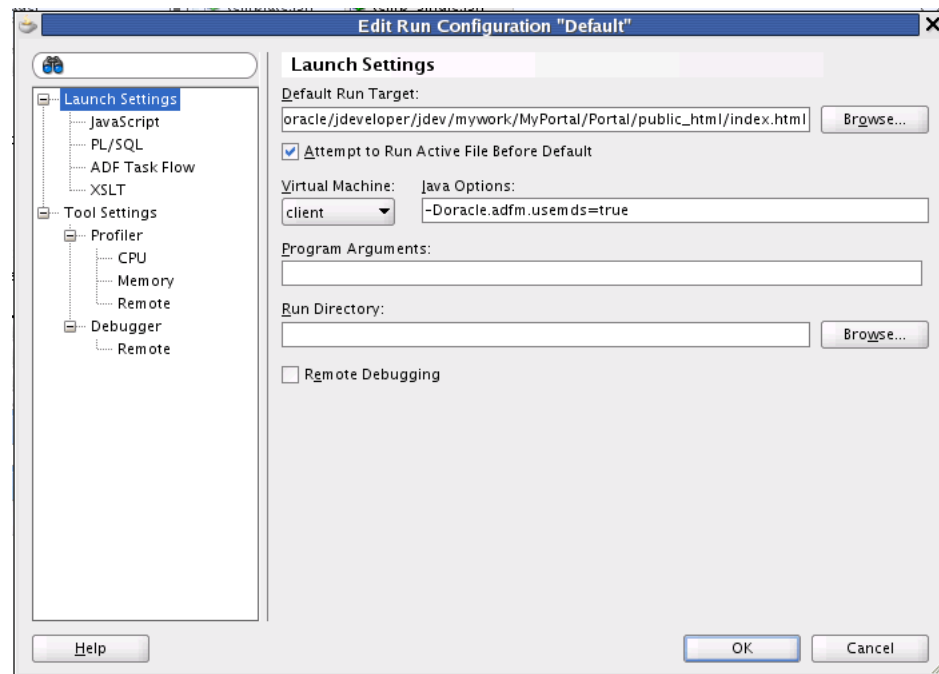 Edit Run Configuration "Default"
Launch Settings
JavaScript
PL/SQL
ADF Task Flow
XSLT
Tool Settings
Profiler
CPU
Memory
Remote
Debugger
Remote
Launch Settings
Default Run Target:
oracle/jdeveloper/jdev/mywork/MyPortal/Portal/public_html/index.html
Browse...
Attempt to Run Active File Before Default
Virtual Machine: Java Options:
client -Doracle.adfm.usemds=true
Program Arguments:
Run Directory:
Browse...
Remote Debugging
Help OK Cancel